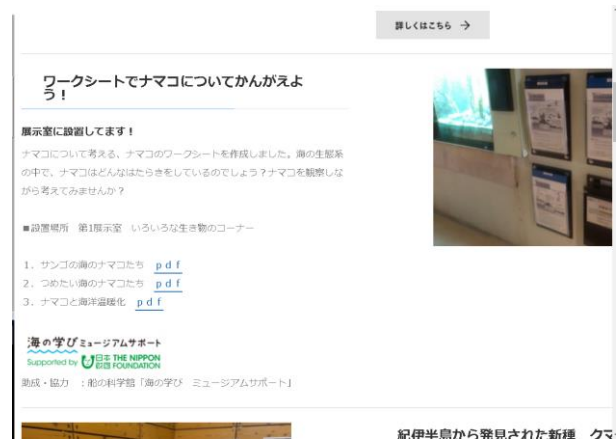 詳しくはこちら →
ワークシートでナマコについてかんがえよ
う！
展示室に設置してます！
ナマコについて考える、ナマコのワークシートを作成しました。海の生態系
の中で、ナマコはどんなはたらきをしているのでしょう？ナマコを観察しな
がら考えてみませんか？
■設置場所　第1展示室　いろいろな生き物のコーナー
1. サンゴの海のナマコたち　ｐｄｆ
2. つめたい海のナマコたち　ｐｄｆ
3. ナマコと海洋温暖化　ｐｄｆ
海の学びミュージアムサポート
Supported by 日本財団 THE NIPPON FOUNDATION
助成・協力　：船の科学館「海の学び　ミュージアムサポート」
紀伊半島から発見された新種　クマ